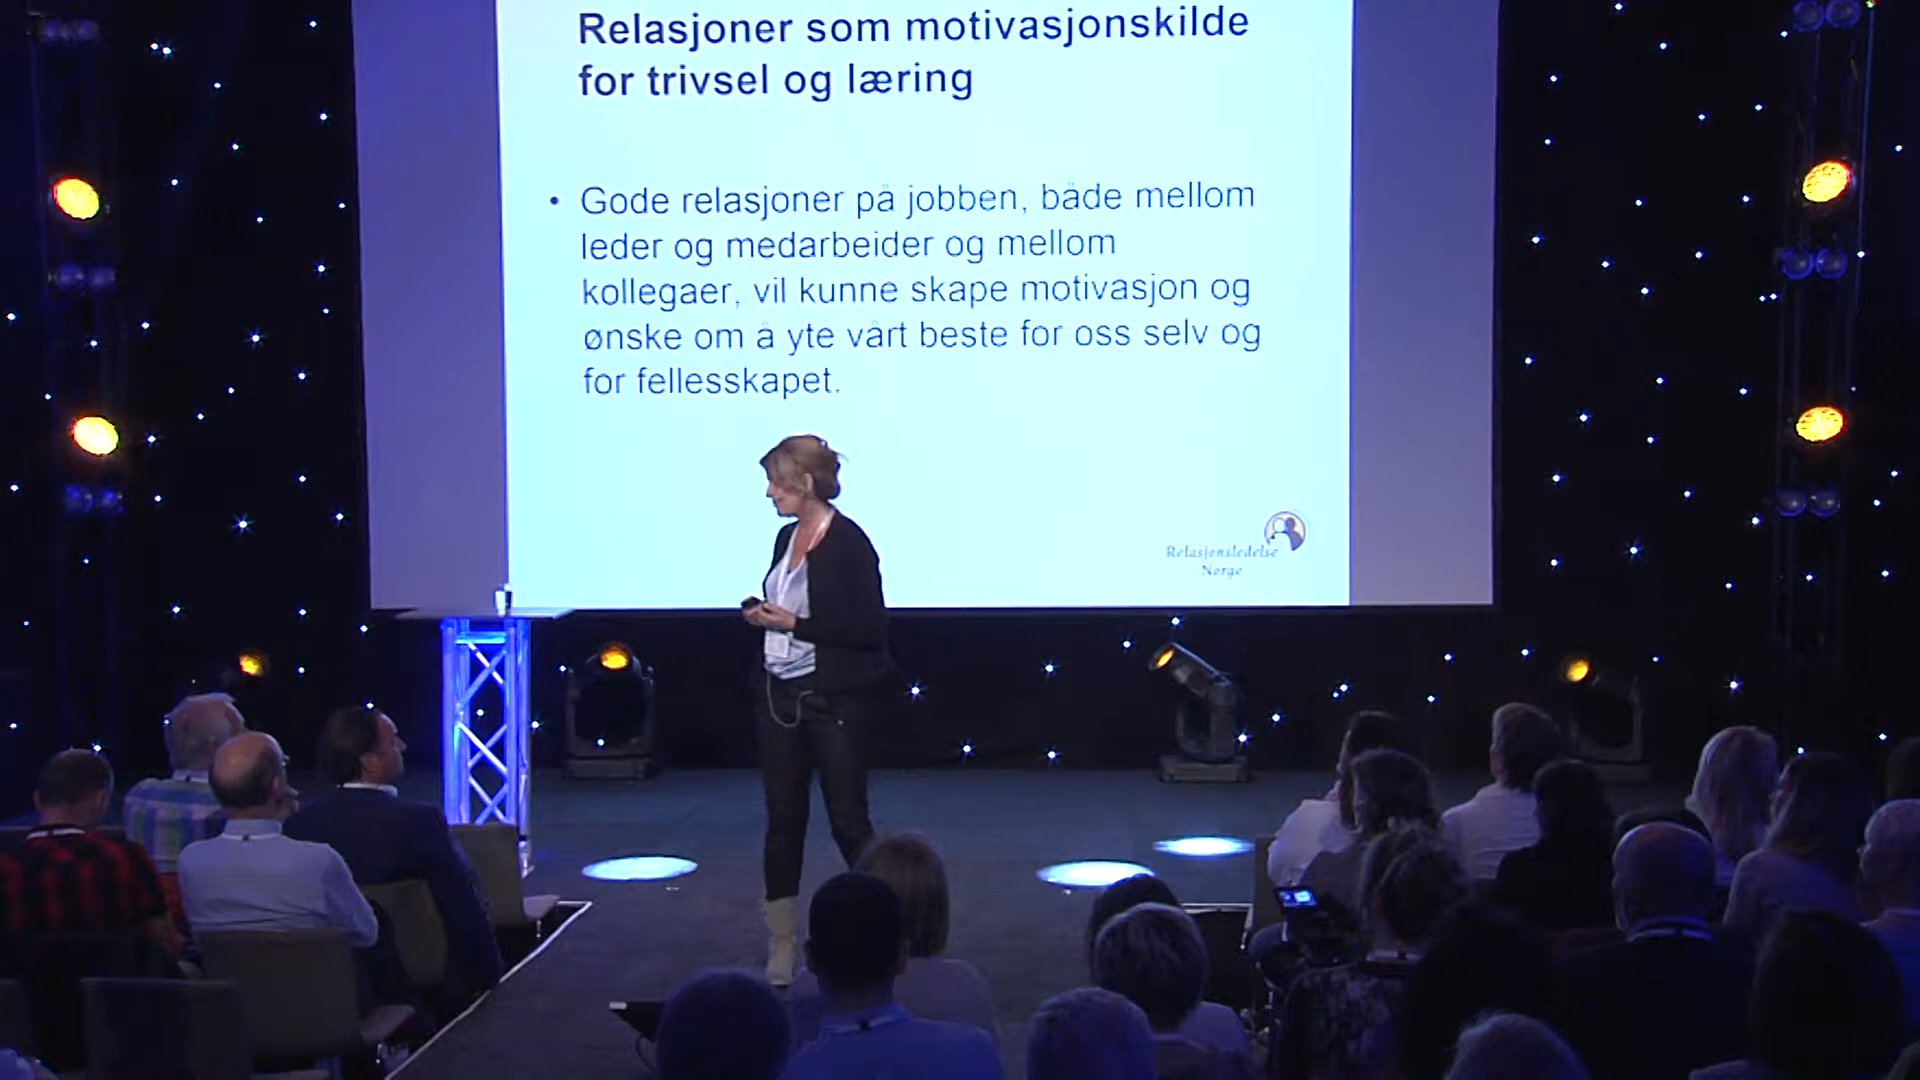 Relasjoner som motivasjonskilde
for trivsel og læring
• Gode relasjoner på jobben, både mellom
leder og medarbeider og mellom
kollegaer, vil kunne skape motivasjon og
ønske om å yte vårt beste for oss selv og
for fellesskapet.
Relasjonsledelse
Norge